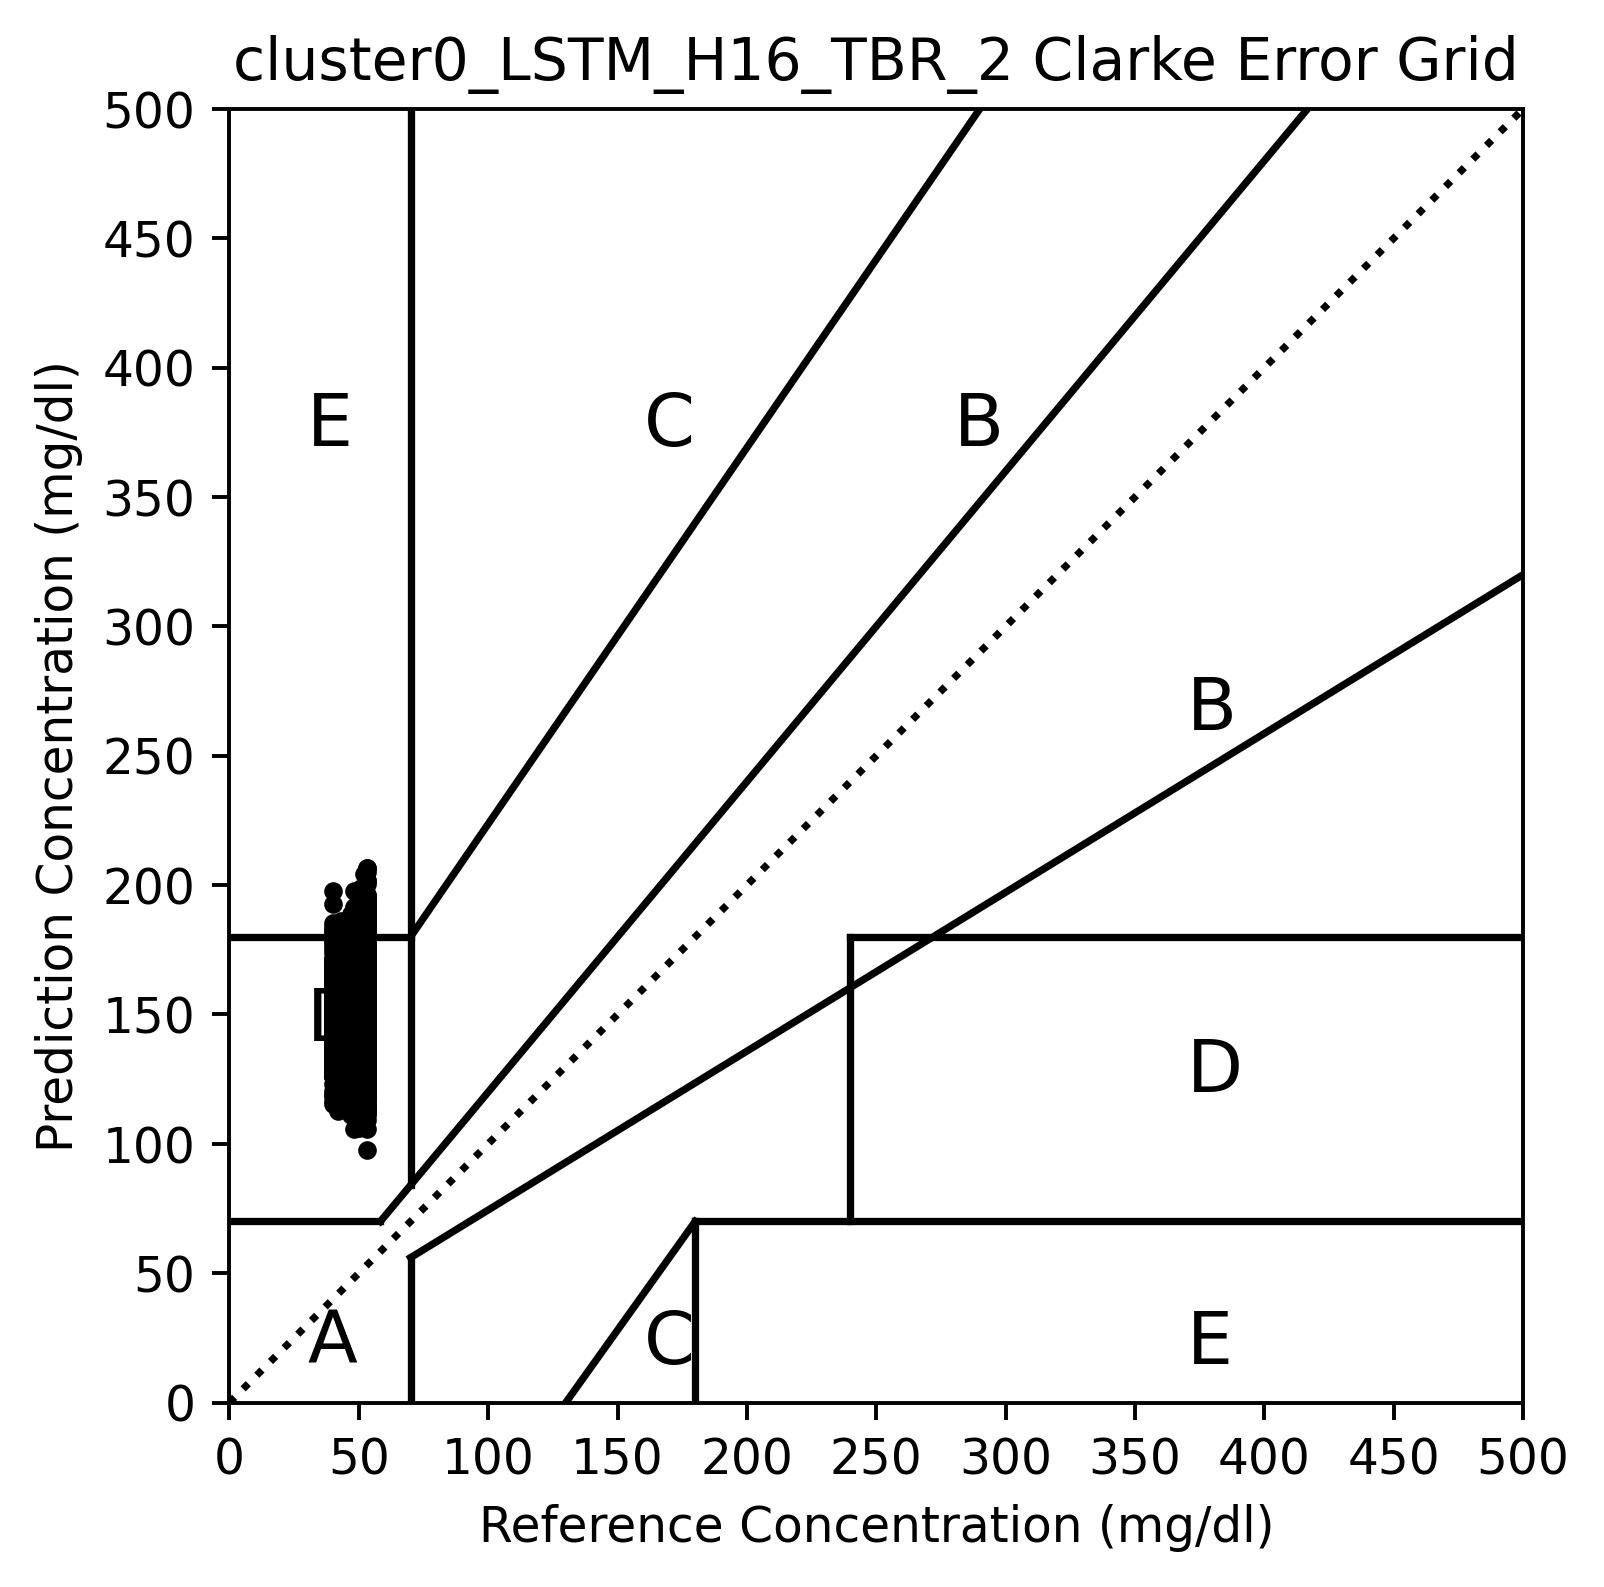 cluster0_LSTM_H16_TBR_2 Clarke Error Grid
Prediction Concentration (mg/dl)
500
450
400
350
300
250
200
150
100
50
0
E
C
B
B
D
A
C
E
0 50 100 150 200 250 300 350 400 450 500
Reference Concentration (mg/dl)